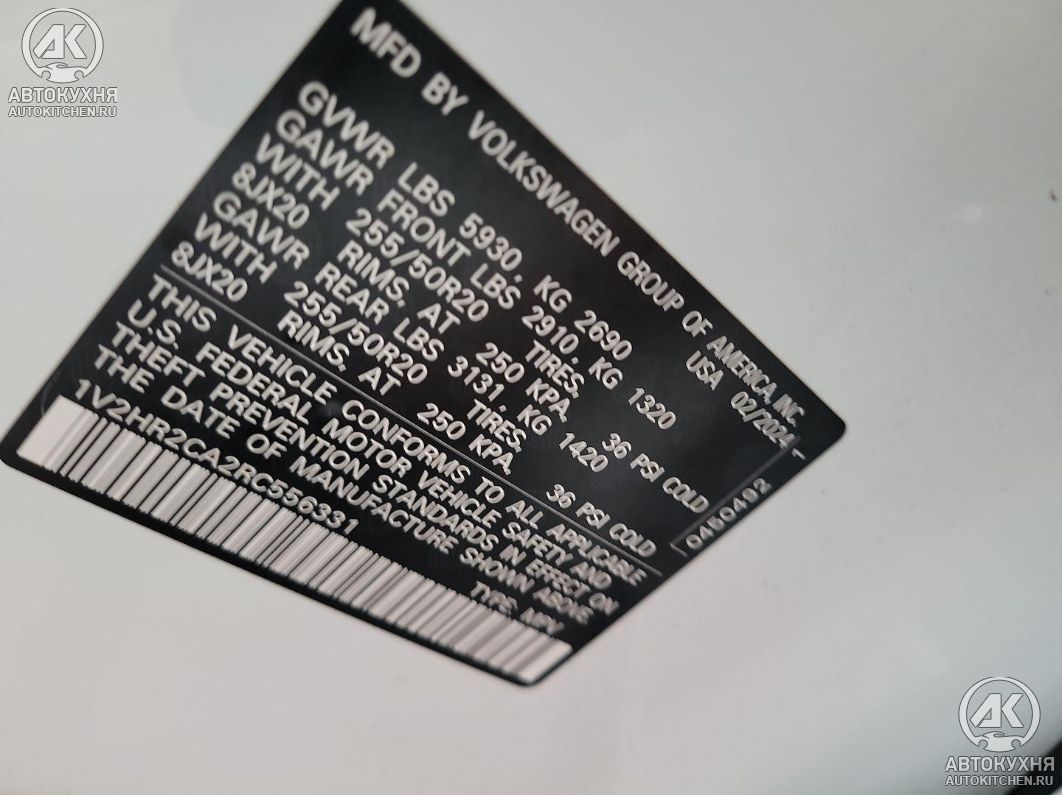 AK
АВТОКУХНЯ
AUTOKITCHEN.RU
MFD BY VOLKSWAGEN GROUP OF AMERICA, INC.
USA 02/2024
GVWR LBS 5930, KG 2690
GAWR FRONT LBS 2910, KG 1320
WITH 255/50R20 TIRES,
8JX20 RIMS, AT 250 KPA, 36 PSI COLD
GAWR REAR LBS 3131, KG 1420
WITH 255/50R20 TIRES,
8JX20 RIMS, AT 250 KPA, 36 PSI COLD
THIS VEHICLE CONFORMS TO ALL APPLICABLE
U.S. FEDERAL MOTOR VEHICLE SAFETY AND
THEFT PREVENTION STANDARDS IN EFFECT ON
THE DATE OF MANUFACTURE SHOWN ABOVE.
1V2HR2CA2RC556331 TYPE: MPV
0450492 1
AK
АВТОКУХНЯ
AUTOKITCHEN.RU